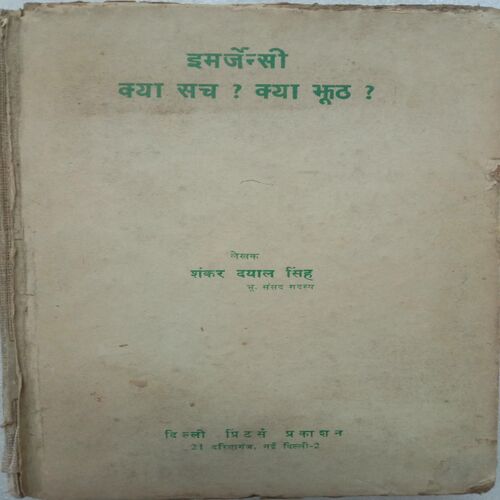 इमर्जेन्सी
क्या सच ? क्या झूठ ?
लेखक
शंकर दयाल सिंह
भू. संसद सदस्य
दिल्ली प्रिंटर्स प्रकाशन
21 दरियागंज, नई दिल्ली-2